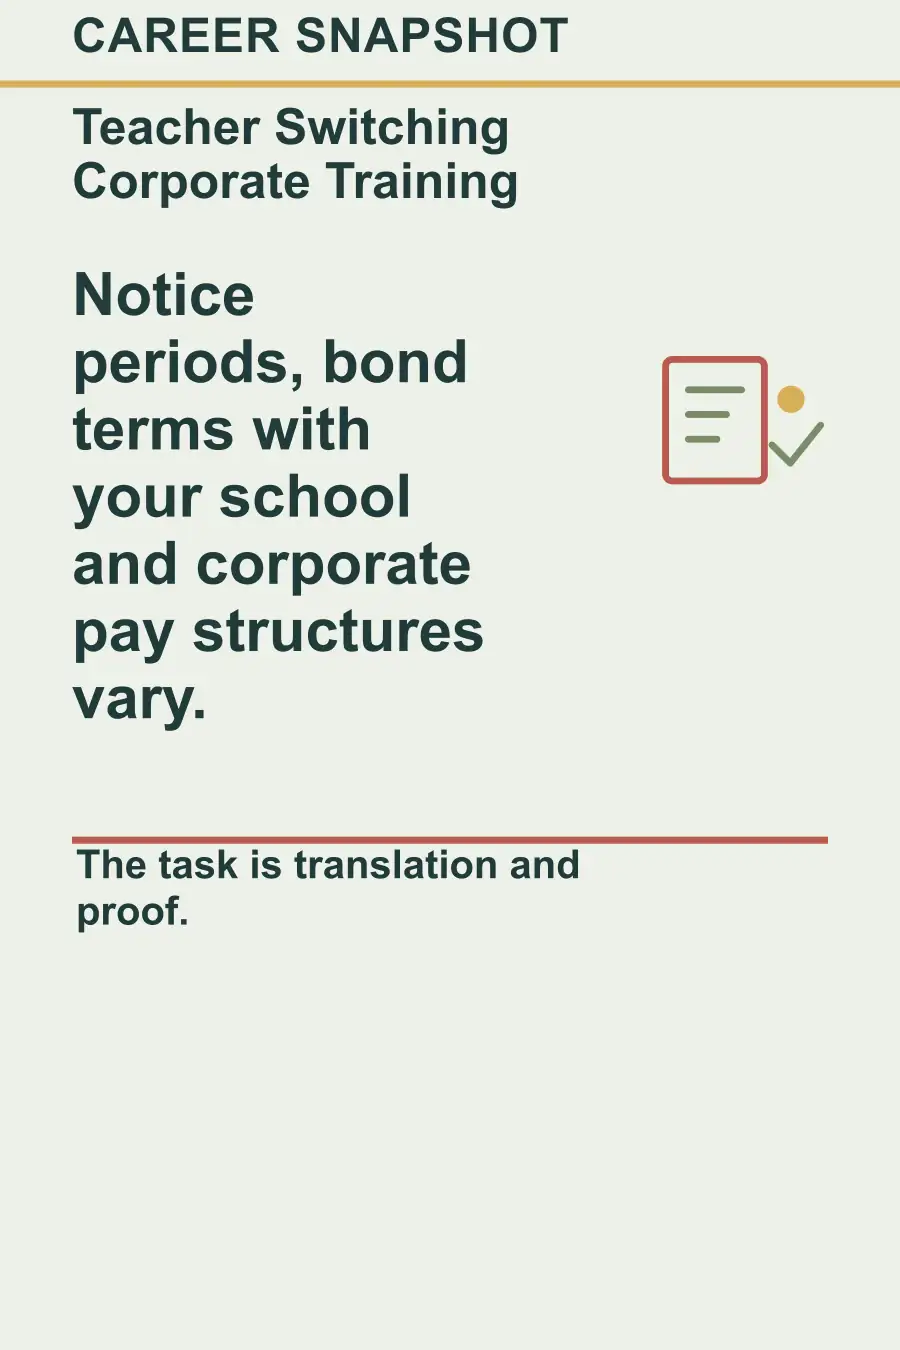 CAREER SNAPSHOT
Teacher Switching
Corporate Training
Notice
periods, bond
terms with
your school
and corporate
pay structures
vary.
The task is translation and
proof.